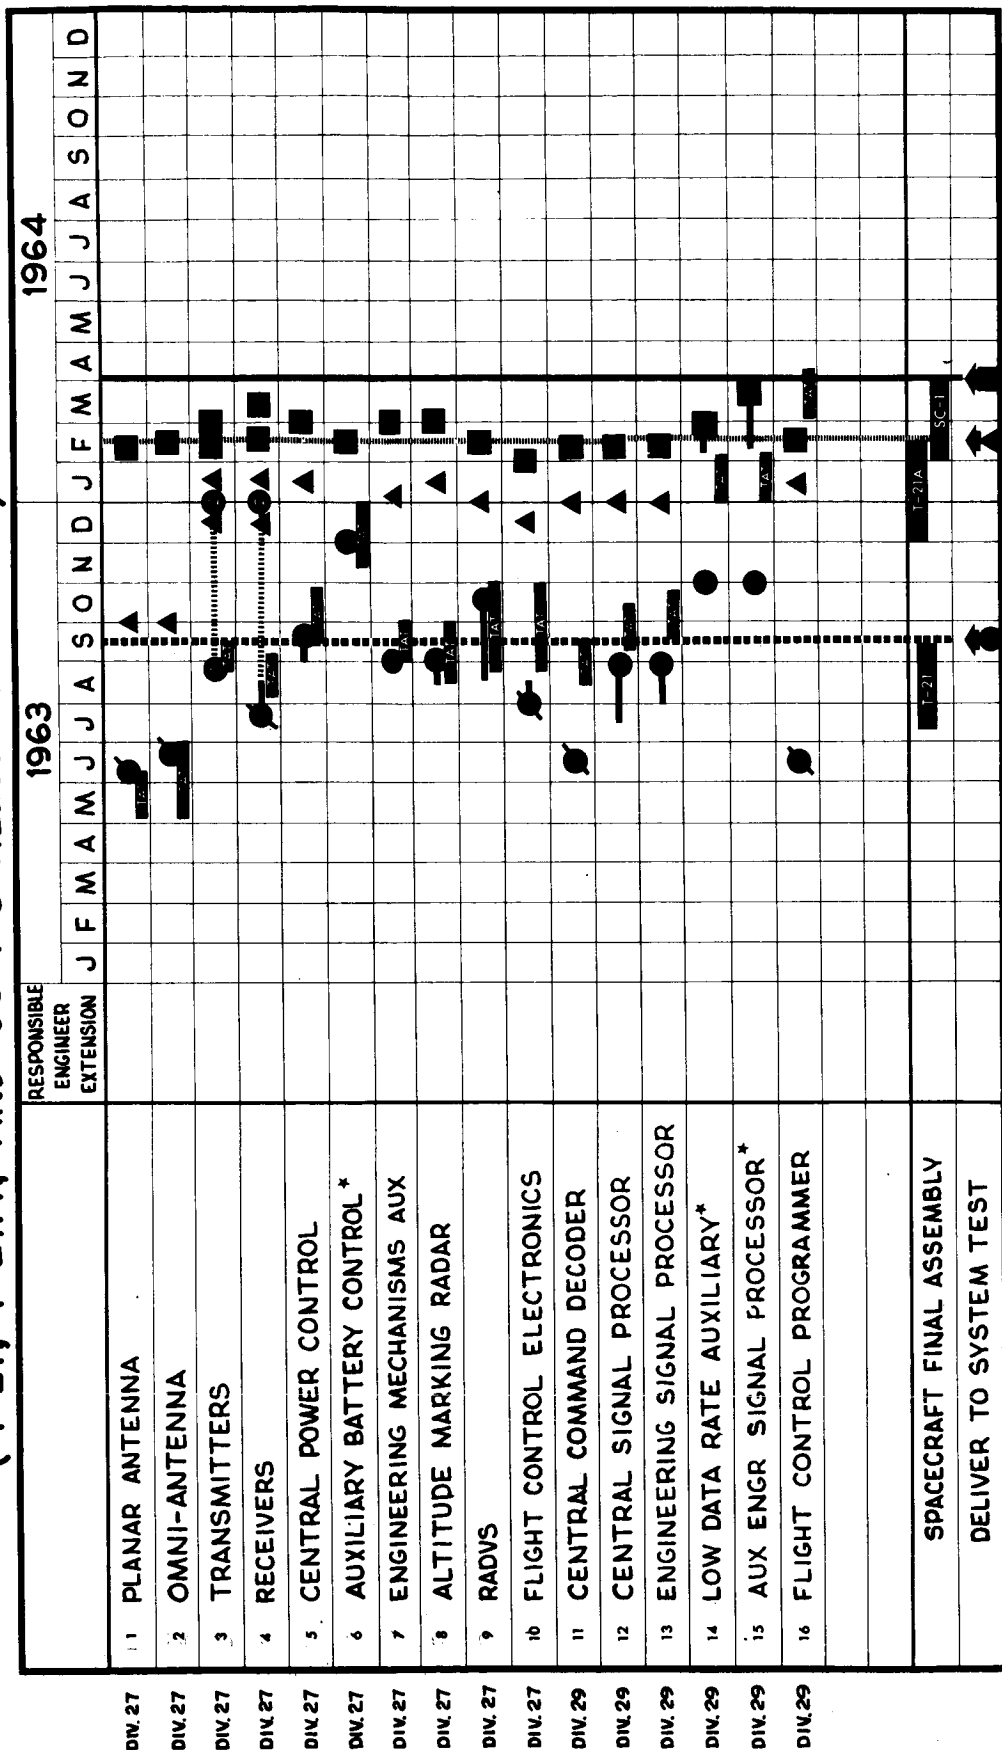 1963
1964
RESPONSIBLE
ENGINEER
EXTENSION
J F M A M J J A S O N D J F M A M J J A S O N D
DIV. 27 1 PLANAR ANTENNA
DIV. 27 2 OMNI-ANTENNA
DIV. 27 3 TRANSMITTERS
DIV. 27 4 RECEIVERS
DIV. 27 5 CENTRAL POWER CONTROL
DIV. 27 6 AUXILIARY BATTERY CONTROL*
DIV. 27 7 ENGINEERING MECHANISMS AUX
DIV. 27 8 ALTITUDE MARKING RADAR
DIV. 27 9 RADVS
DIV. 27 10 FLIGHT CONTROL ELECTRONICS
DIV. 29 11 CENTRAL COMMAND DECODER
DIV. 29 12 CENTRAL SIGNAL PROCESSOR
DIV. 29 13 ENGINEERING SIGNAL PROCESSOR
DIV. 29 14 LOW DATA RATE AUXILIARY*
DIV. 29 15 AUX ENGR SIGNAL PROCESSOR*
DIV. 29 16 FLIGHT CONTROL PROGRAMMER
SPACECRAFT FINAL ASSEMBLY
T-21
T-21A
SC-1
DELIVER TO SYSTEM TEST